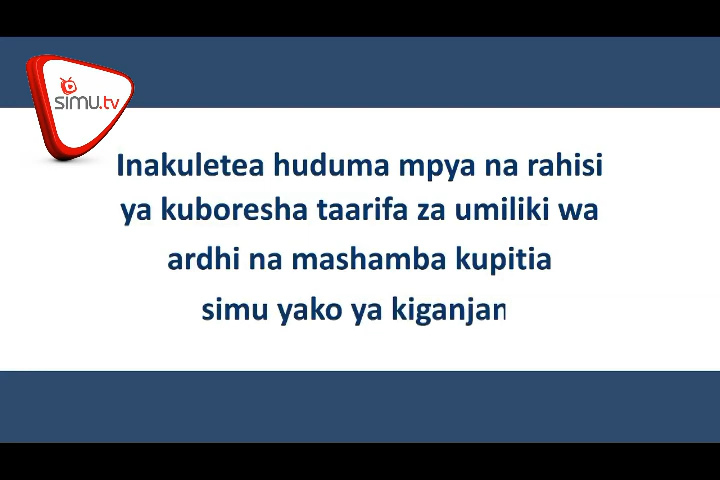 simu.tv
Inakuletea huduma mpya na rahisi
ya kuboresha taarifa za umiliki wa
ardhi na mashamba kupitia
simu yako ya kiganjan